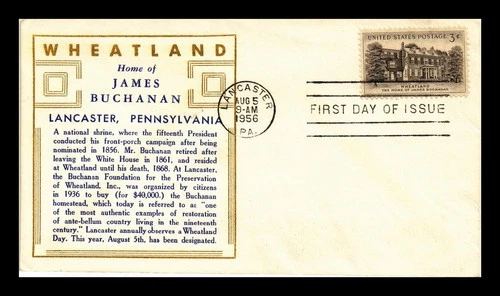 WHEATLAND
Home of
JAMES
BUCHANAN
LANCASTER, PENNSYLVANIA
A national shrine, where the fifteenth President
conducted his front-porch campaign after being
nominated in 1856. Mr. Buchanan retired after
leaving the White House in 1861, and resided
at Wheatland until his death, 1868. At Lancaster,
the Buchanan Foundation for the Preservation
of Wheatland, Inc., was organized by citizens
in 1936 to buy (for $40,000.) the Buchanan
homestead, which today is referred to as "one
of the most authentic examples of restoration
of ante-bellum country living in the nineteenth
century." Lancaster annually observes a Wheatland
Day. This year, August 5th, has been designated.
LANCASTER
AUG 5
9-AM
1956
PA.
UNITED STATES POSTAGE 3¢
WHEATLAND
THE HOME OF JAMES BUCHANAN
FIRST DAY OF ISSUE